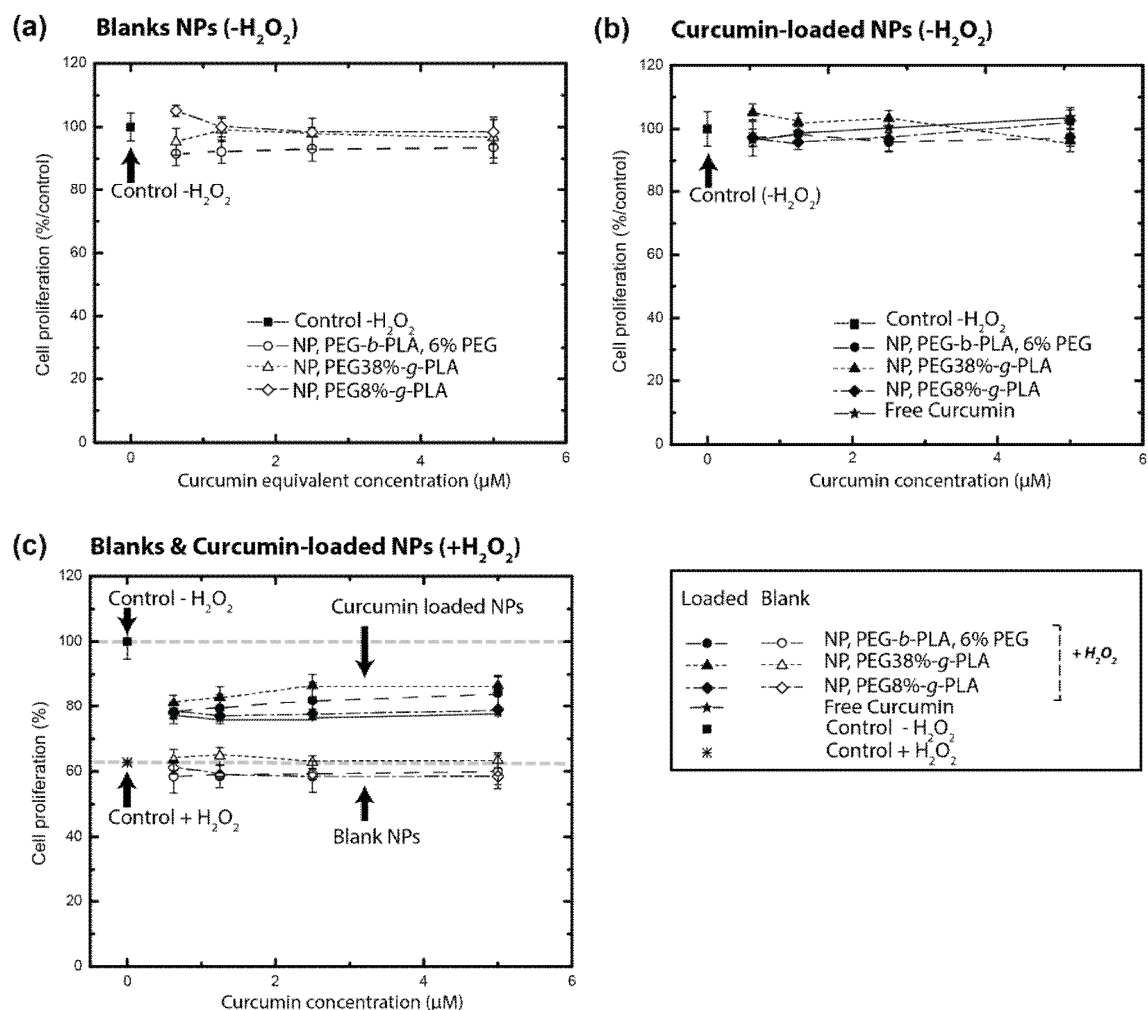 (a) Blanks NPs (-H₂O₂)
120
100
80
60
40
20
0
Cell proliferation (%/control)
Control -H₂O₂
Control -H₂O₂
NP, PEG-b-PLA, 6% PEG
NP, PEG38%-g-PLA
NP, PEG8%-g-PLA
0 2 4 6
Curcumin equivalent concentration (μM)
(b) Curcumin-loaded NPs (-H₂O₂)
120
100
80
60
40
20
0
Cell proliferation (%/control)
Control (-H₂O₂)
Control -H₂O₂
NP, PEG-b-PLA, 6% PEG
NP, PEG38%-g-PLA
NP, PEG8%-g-PLA
Free Curcumin
0 2 4 6
Curcumin concentration (μM)
(c) Blanks & Curcumin-loaded NPs (+H₂O₂)
120
100
80
60
40
20
0
Cell proliferation (%)
Control - H₂O₂
Curcumin loaded NPs
Control + H₂O₂
Blank NPs
0 2 4 6
Curcumin concentration (μM)
Loaded Blank
NP, PEG-b-PLA, 6% PEG
NP, PEG38%-g-PLA
NP, PEG8%-g-PLA
+ H₂O₂
Free Curcumin
Control - H₂O₂
Control + H₂O₂